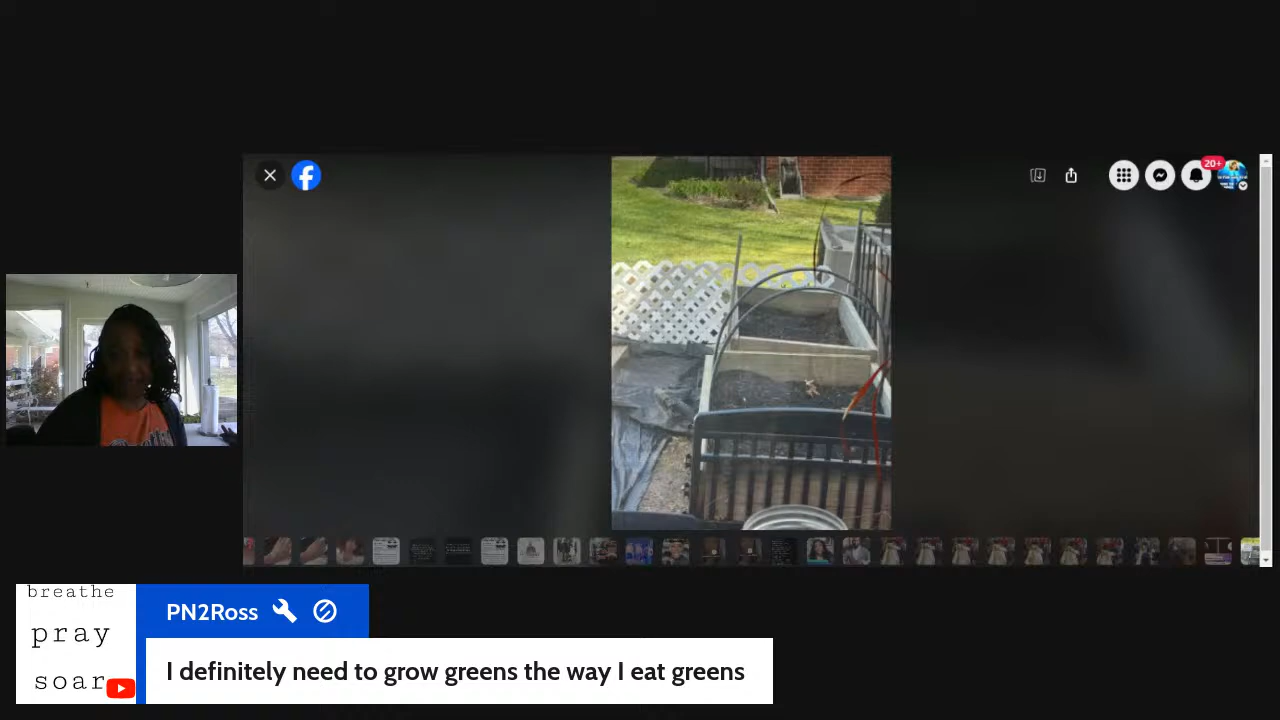 20+
breathe
pray
soar
PN2Ross
I definitely need to grow greens the way I eat greens